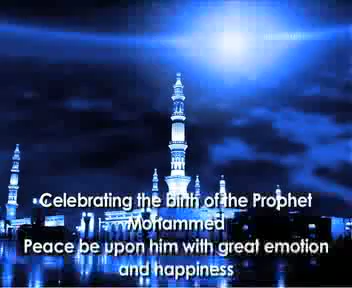 Celebrating the birth of the Prophet
Mohammed
Peace be upon him with great emotion
and happiness